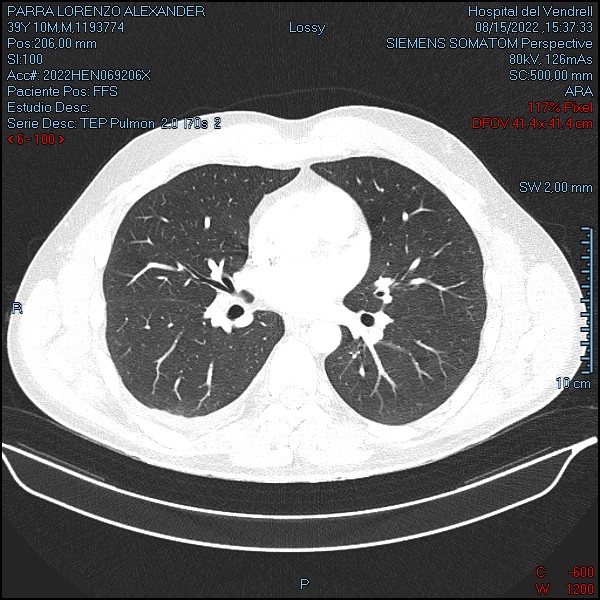 PARRA LORENZO ALEXANDER
39Y 10M,M,1193774
Pos:206.00 mm
SI:100
Acc#: 2022HEN069206X
Paciente Pos: FFS
Estudio Desc:
Serie Desc: TEP Pulmon 2.0 I70s 2
< 6 - 100 >
Lossy
Hospital del Vendrell
08/15/2022 ,15:37:33
SIEMENS SOMATOM Perspective
80kV, 126mAs
SC:500,00 mm
ARA
117% Pixel
DFOV 41,4 x 41,4 cm
SW 2,00 mm
R
10 cm
P
C -600
W 1200